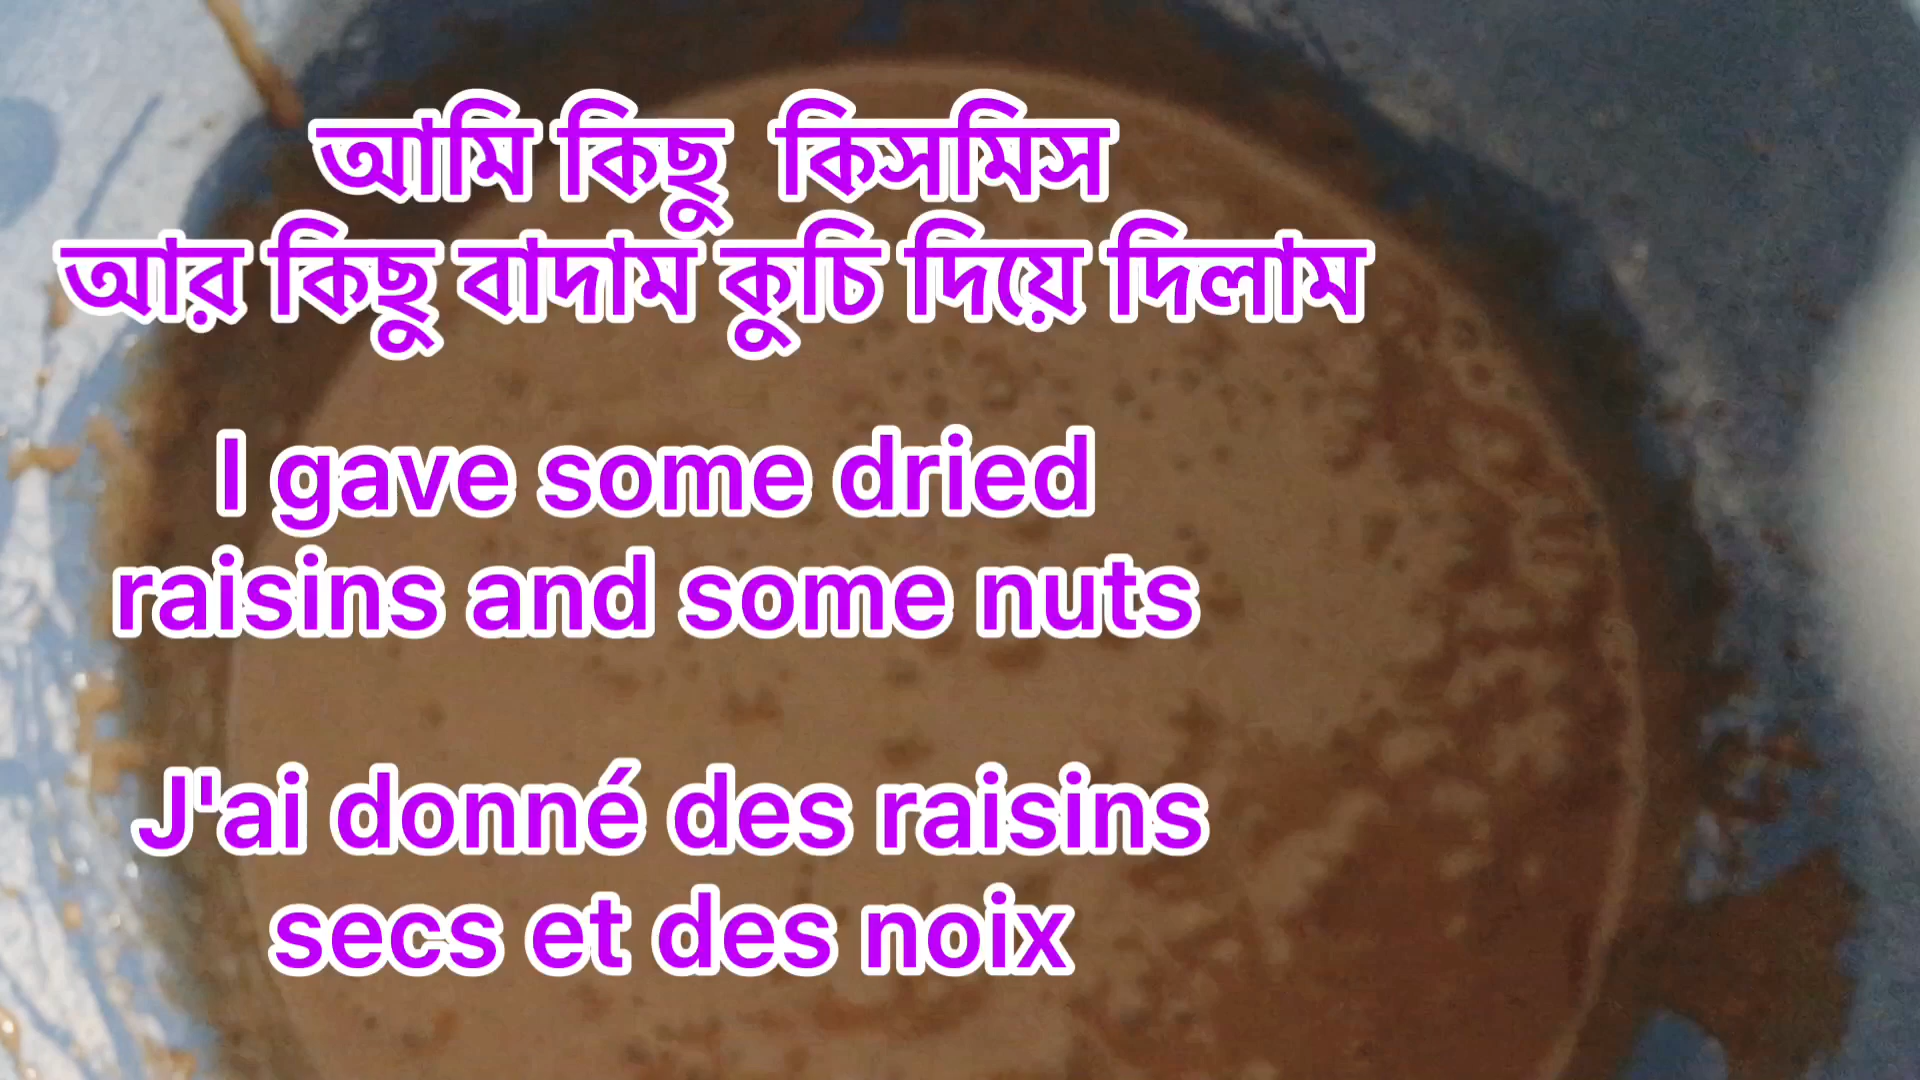 আমি কিছু  কিসমিস
আর কিছু বাদাম কুচি দিয়ে দিলাম
I gave some dried
raisins and some nuts
J'ai donné des raisins
secs et des noix